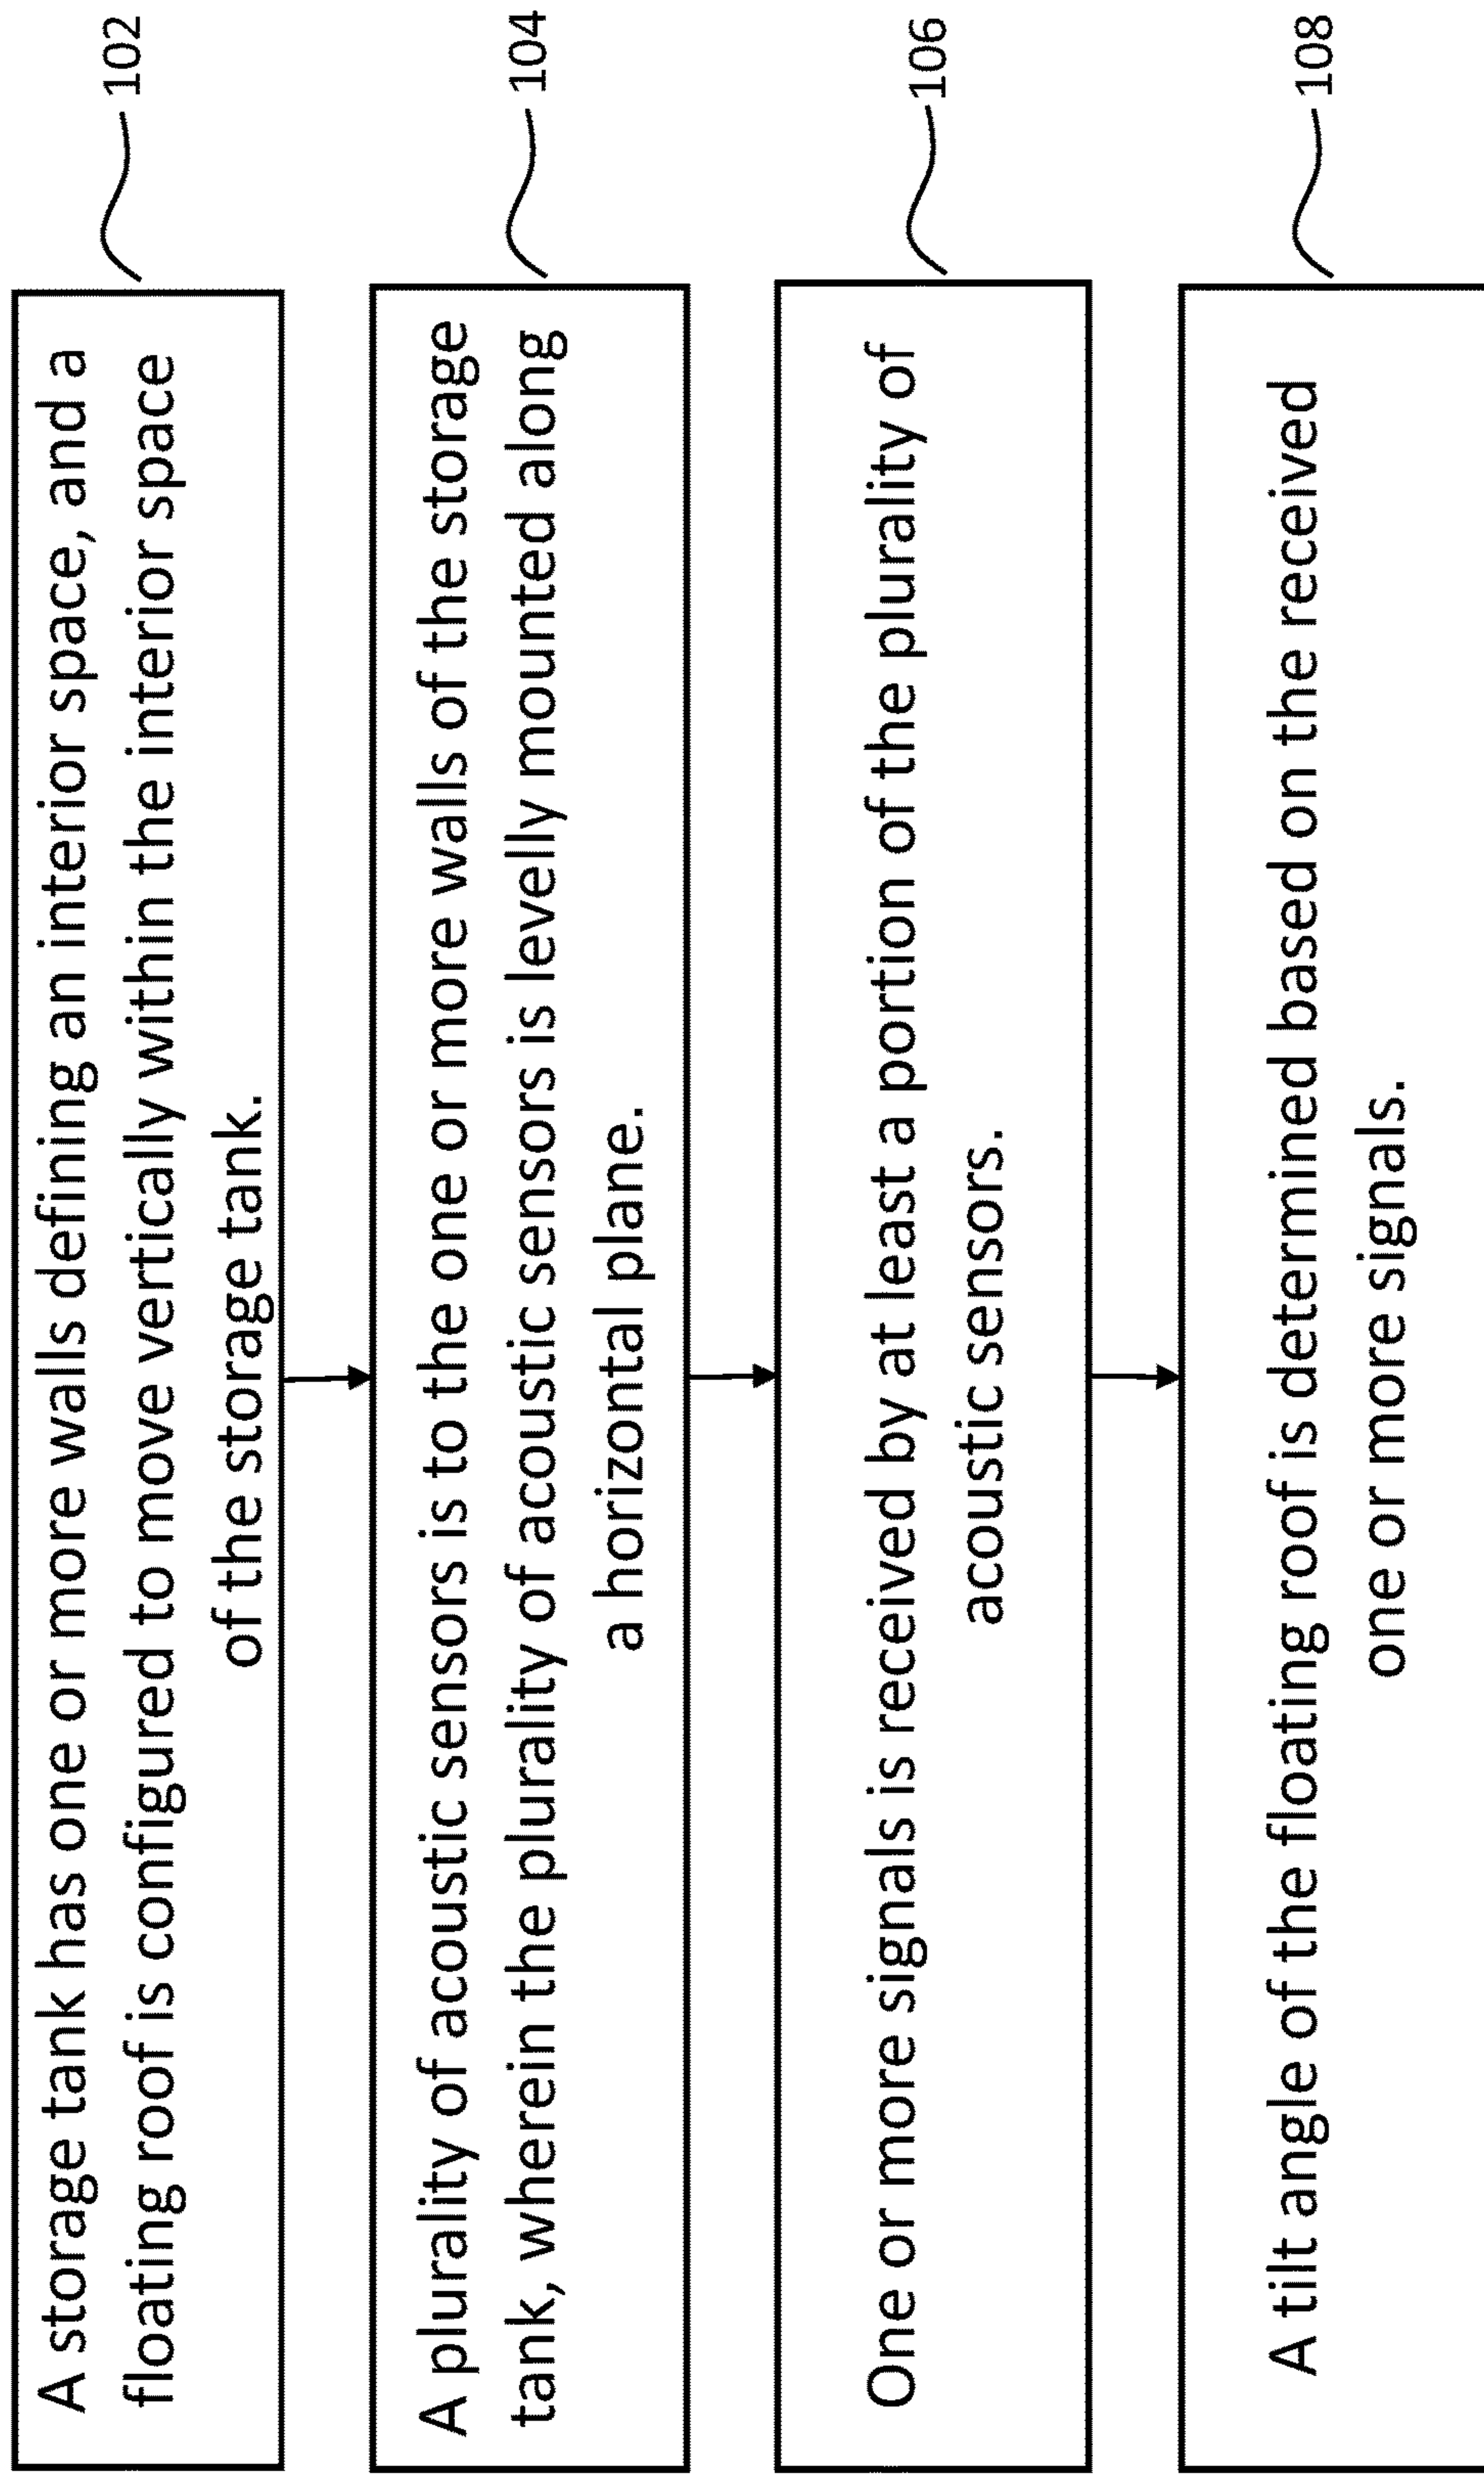 A storage tank has one or more walls defining an interior space, and a
floating roof is configured to move vertically within the interior space
of the storage tank.
102
A plurality of acoustic sensors is to the one or more walls of the storage
tank, wherein the plurality of acoustic sensors is levelly mounted along
a horizontal plane.
104
One or more signals is received by at least a portion of the plurality of
acoustic sensors.
106
A tilt angle of the floating roof is determined based on the received
one or more signals.
108